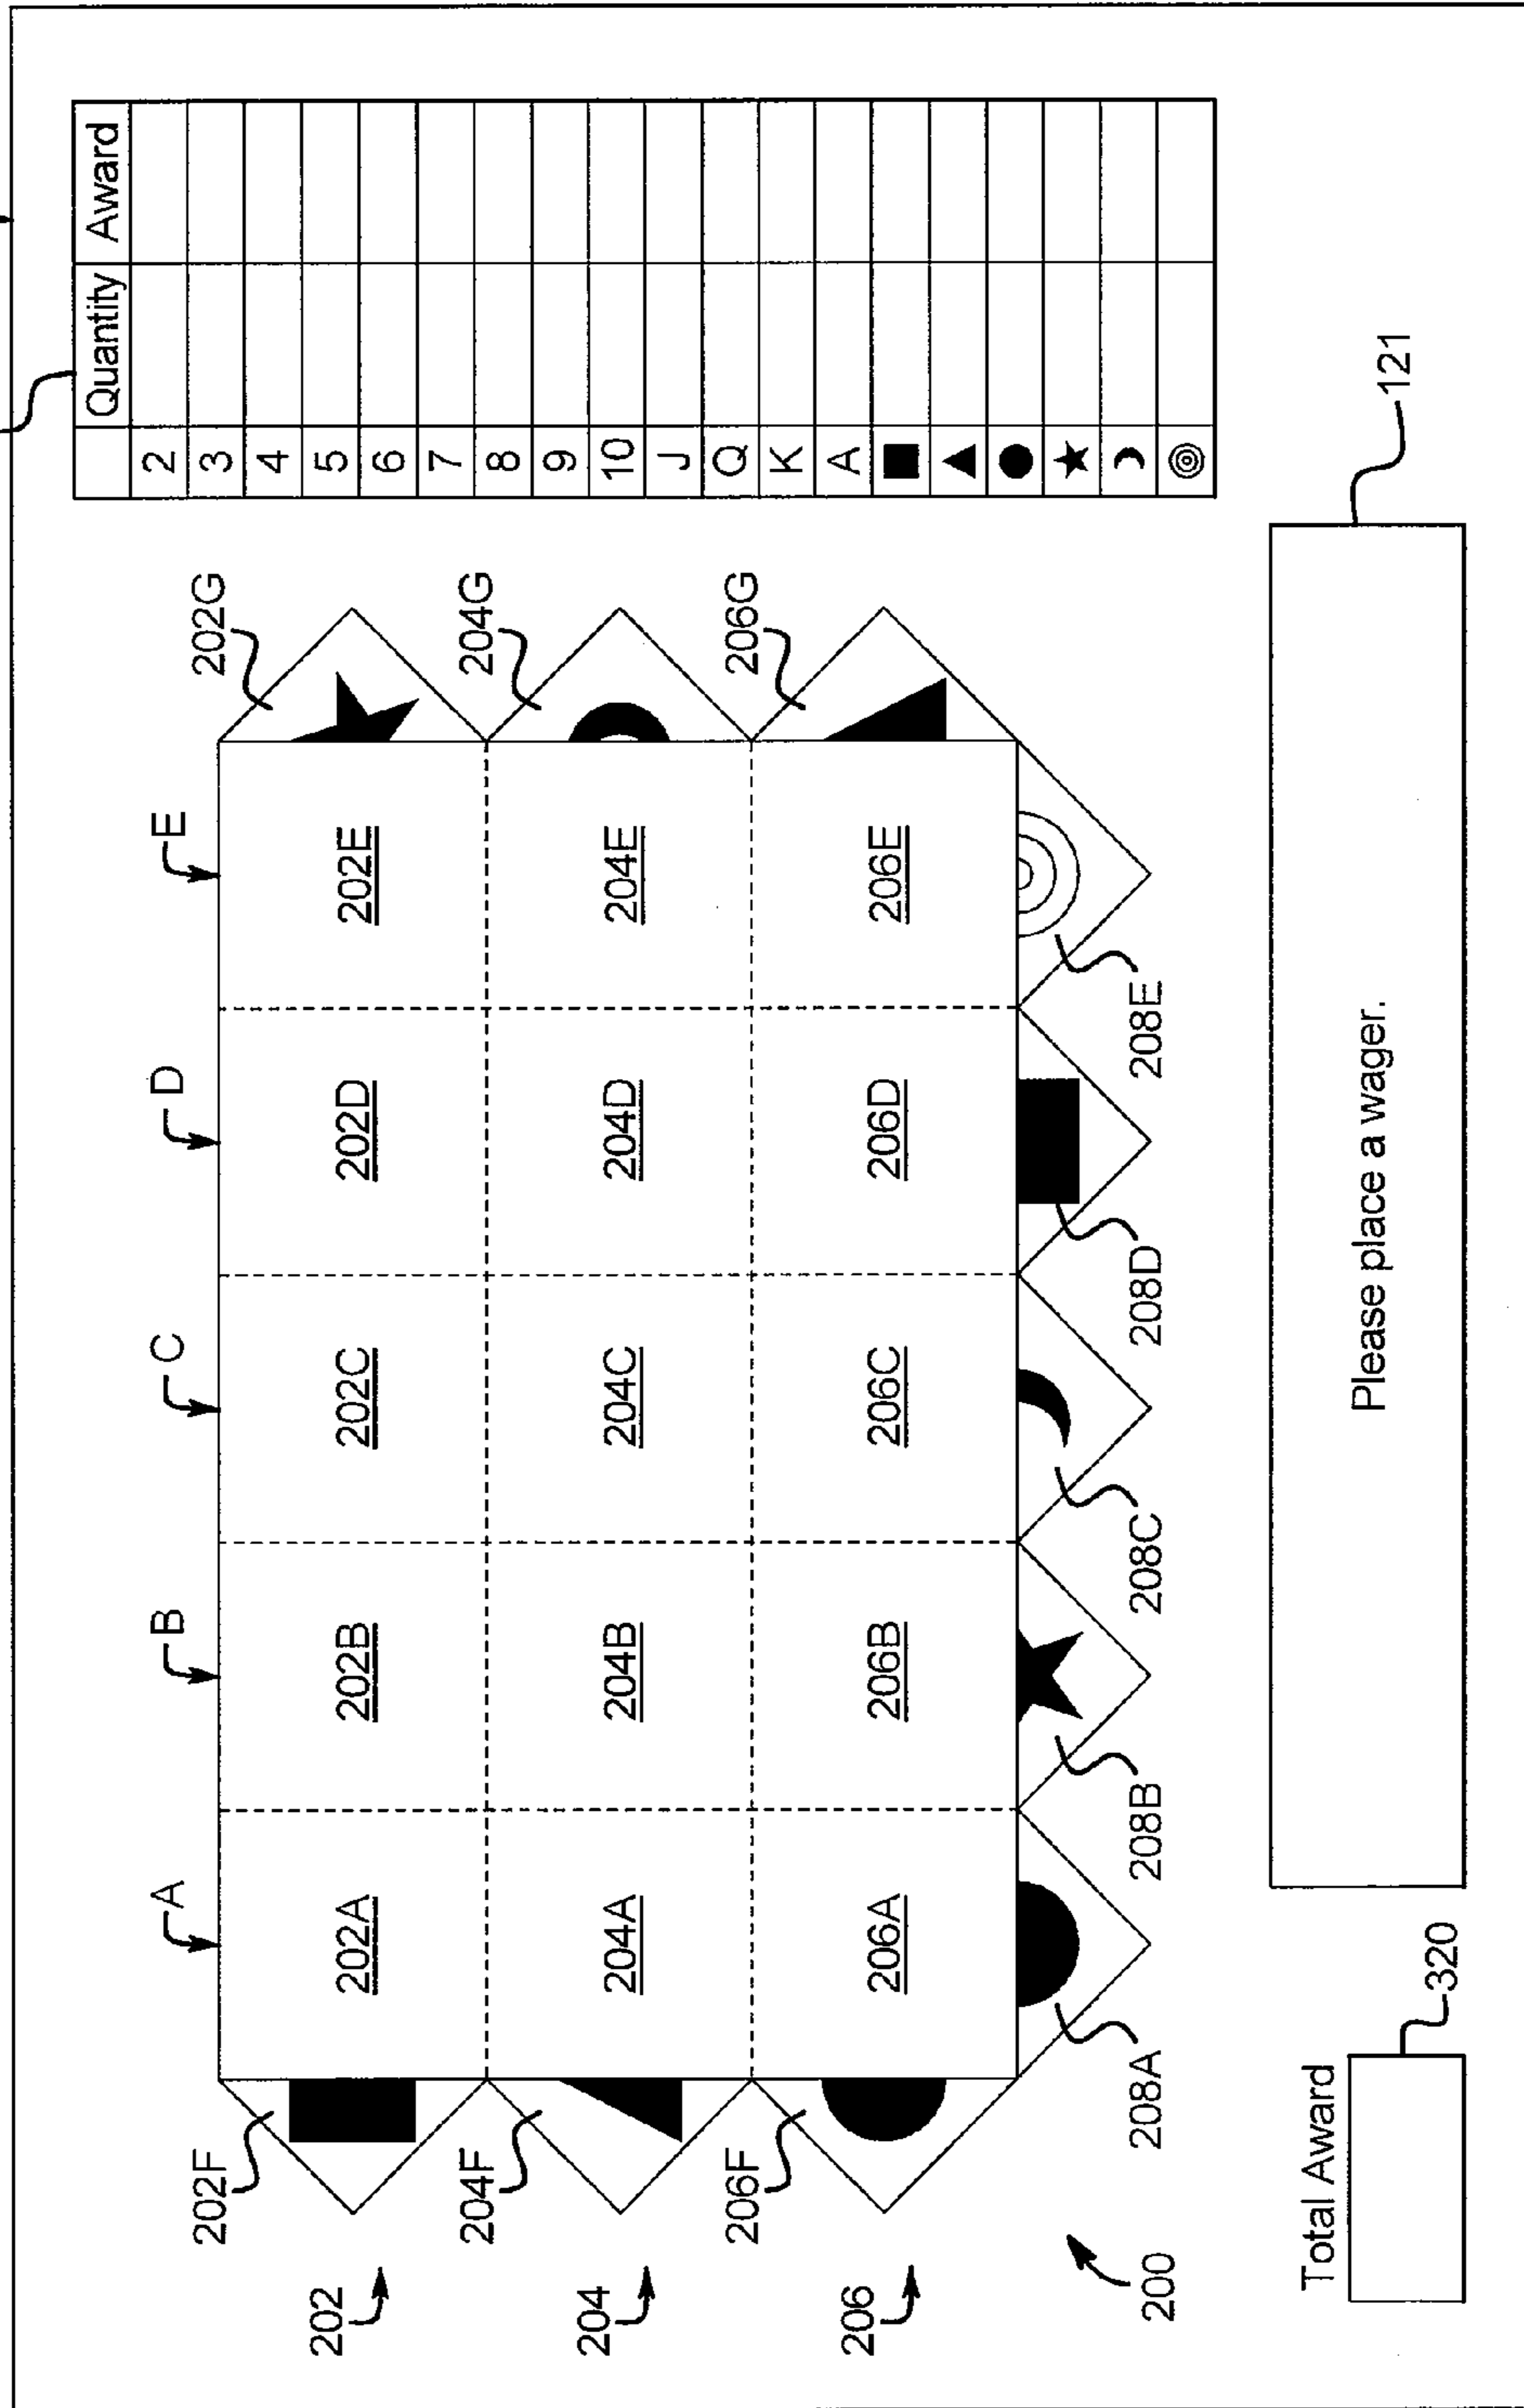 A B C D E
Quantity Award
202 202F 202A 202B 202C 202D 202E 202G
204 204F 204A 204B 204C 204D 204E 204G
206 206F 206A 206B 206C 206D 206E 206G
208A 208B 208C 208D 208E
200
2
3
4
5
6
7
8
9
10
J
Q
K
A
Total Award
320
Please place a wager.
121